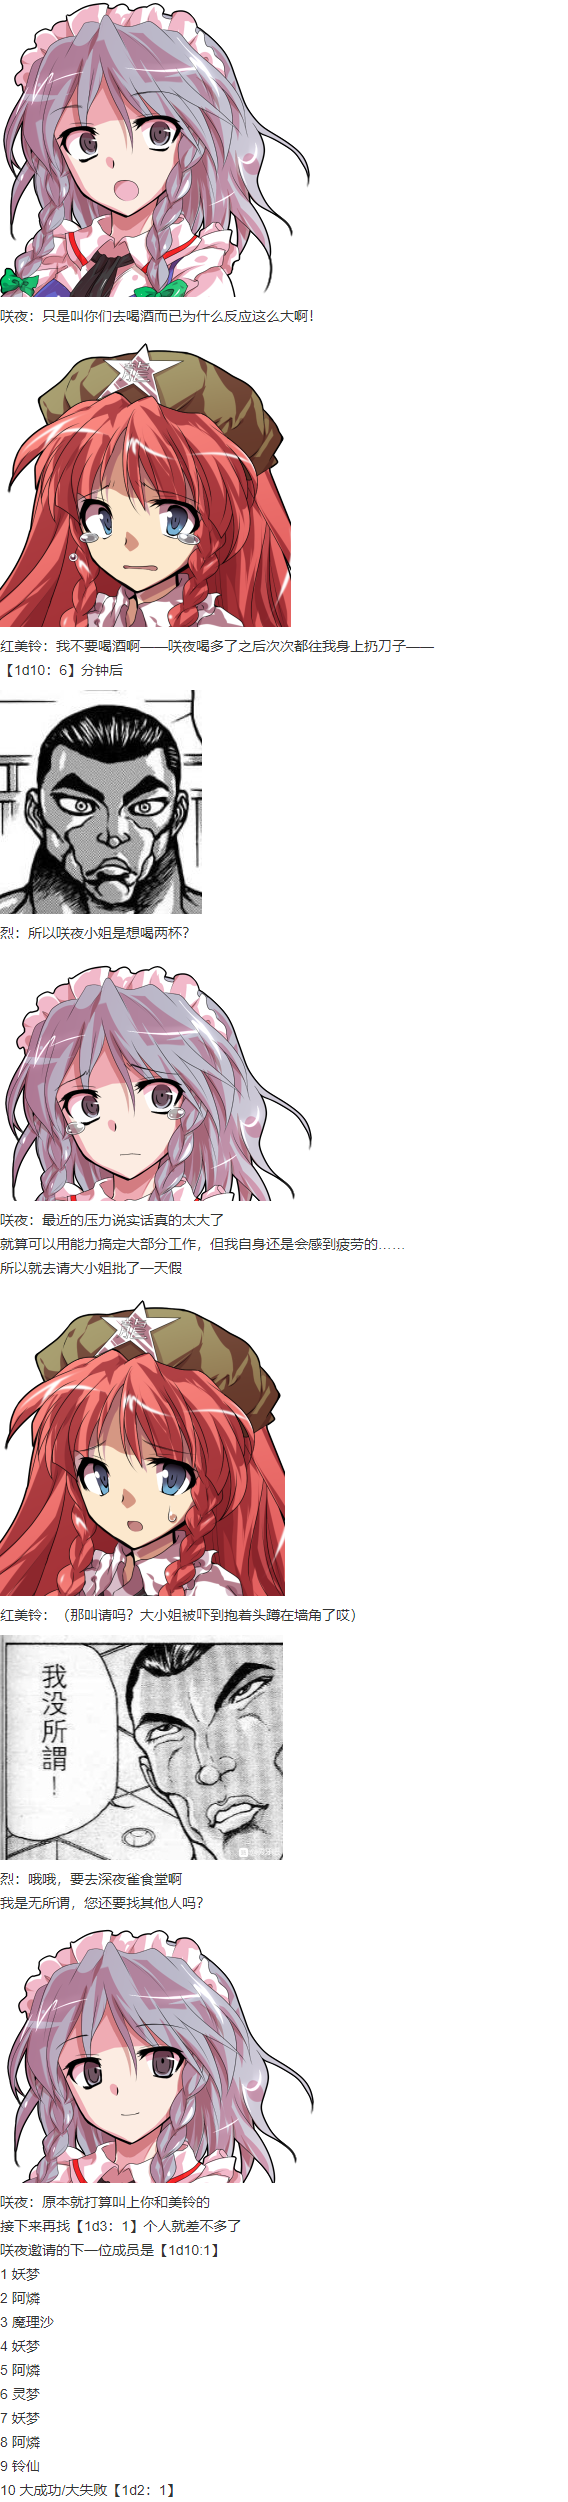 咲夜：只是叫你们去喝酒而已为什么反应这么大啊！
红美铃：我不要喝酒啊——咲夜喝多了之后次次都往我身上扔刀子——
【1d10：6】分钟后
烈：所以咲夜小姐是想喝两杯？
咲夜：最近的压力说实话真的太大了
就算可以用能力搞定大部分工作，但我自身还是会感到疲劳的……
所以就去请大小姐批了一天假
红美铃：（那叫请吗？大小姐被吓到抱着头蹲在墙角了哎）
我没所謂！
烈：哦哦，要去深夜雀食堂啊
我是无所谓，您还要找其他人吗？
咲夜：原本就打算叫上你和美铃的
接下来再找【1d3：1】个人就差不多了
咲夜邀请的下一位成员是【1d10:1】
1 妖梦
2 阿燐
3 魔理沙
4 妖梦
5 阿燐
6 灵梦
7 妖梦
8 阿燐
9 铃仙
10 大成功/大失败【1d2：1】